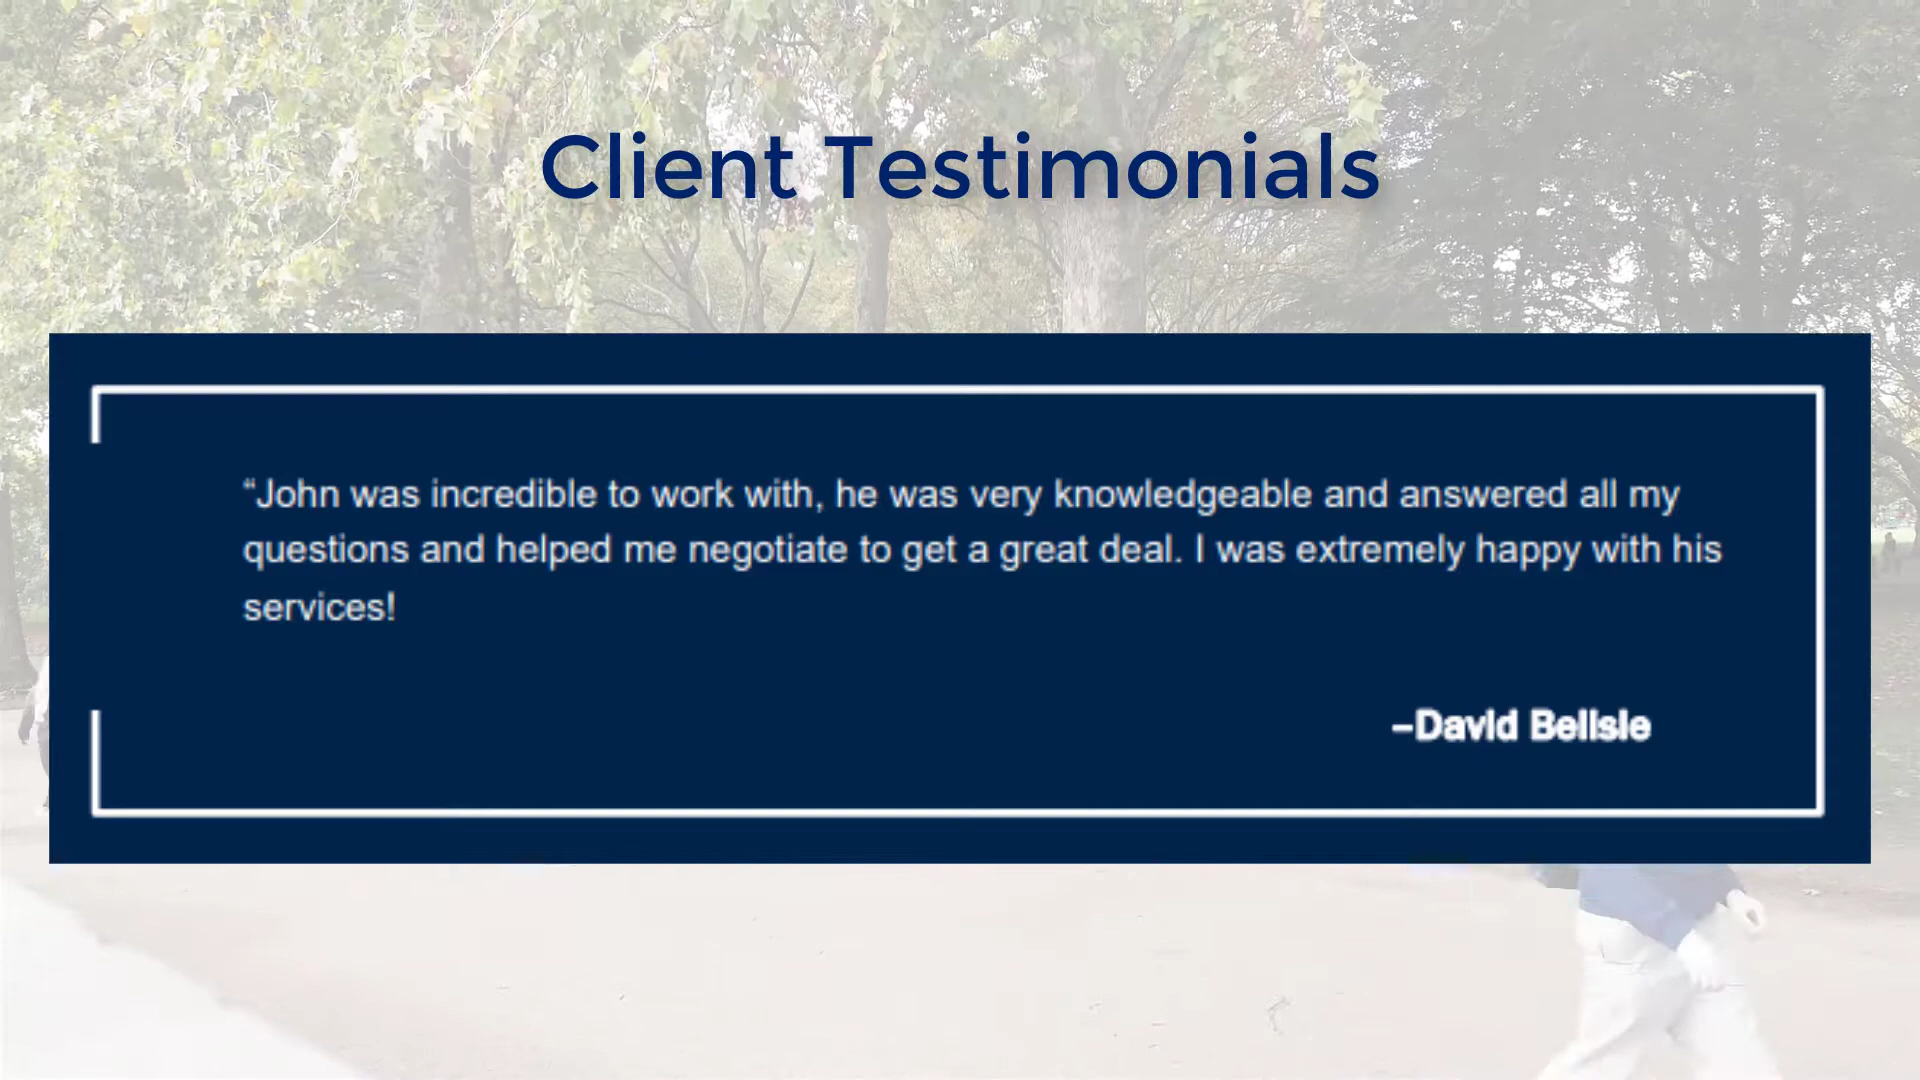 Client Testimonials
“John was incredible to work with, he was very knowledgeable and answered all my
questions and helped me negotiate to get a great deal. I was extremely happy with his
services!
–David Belisle